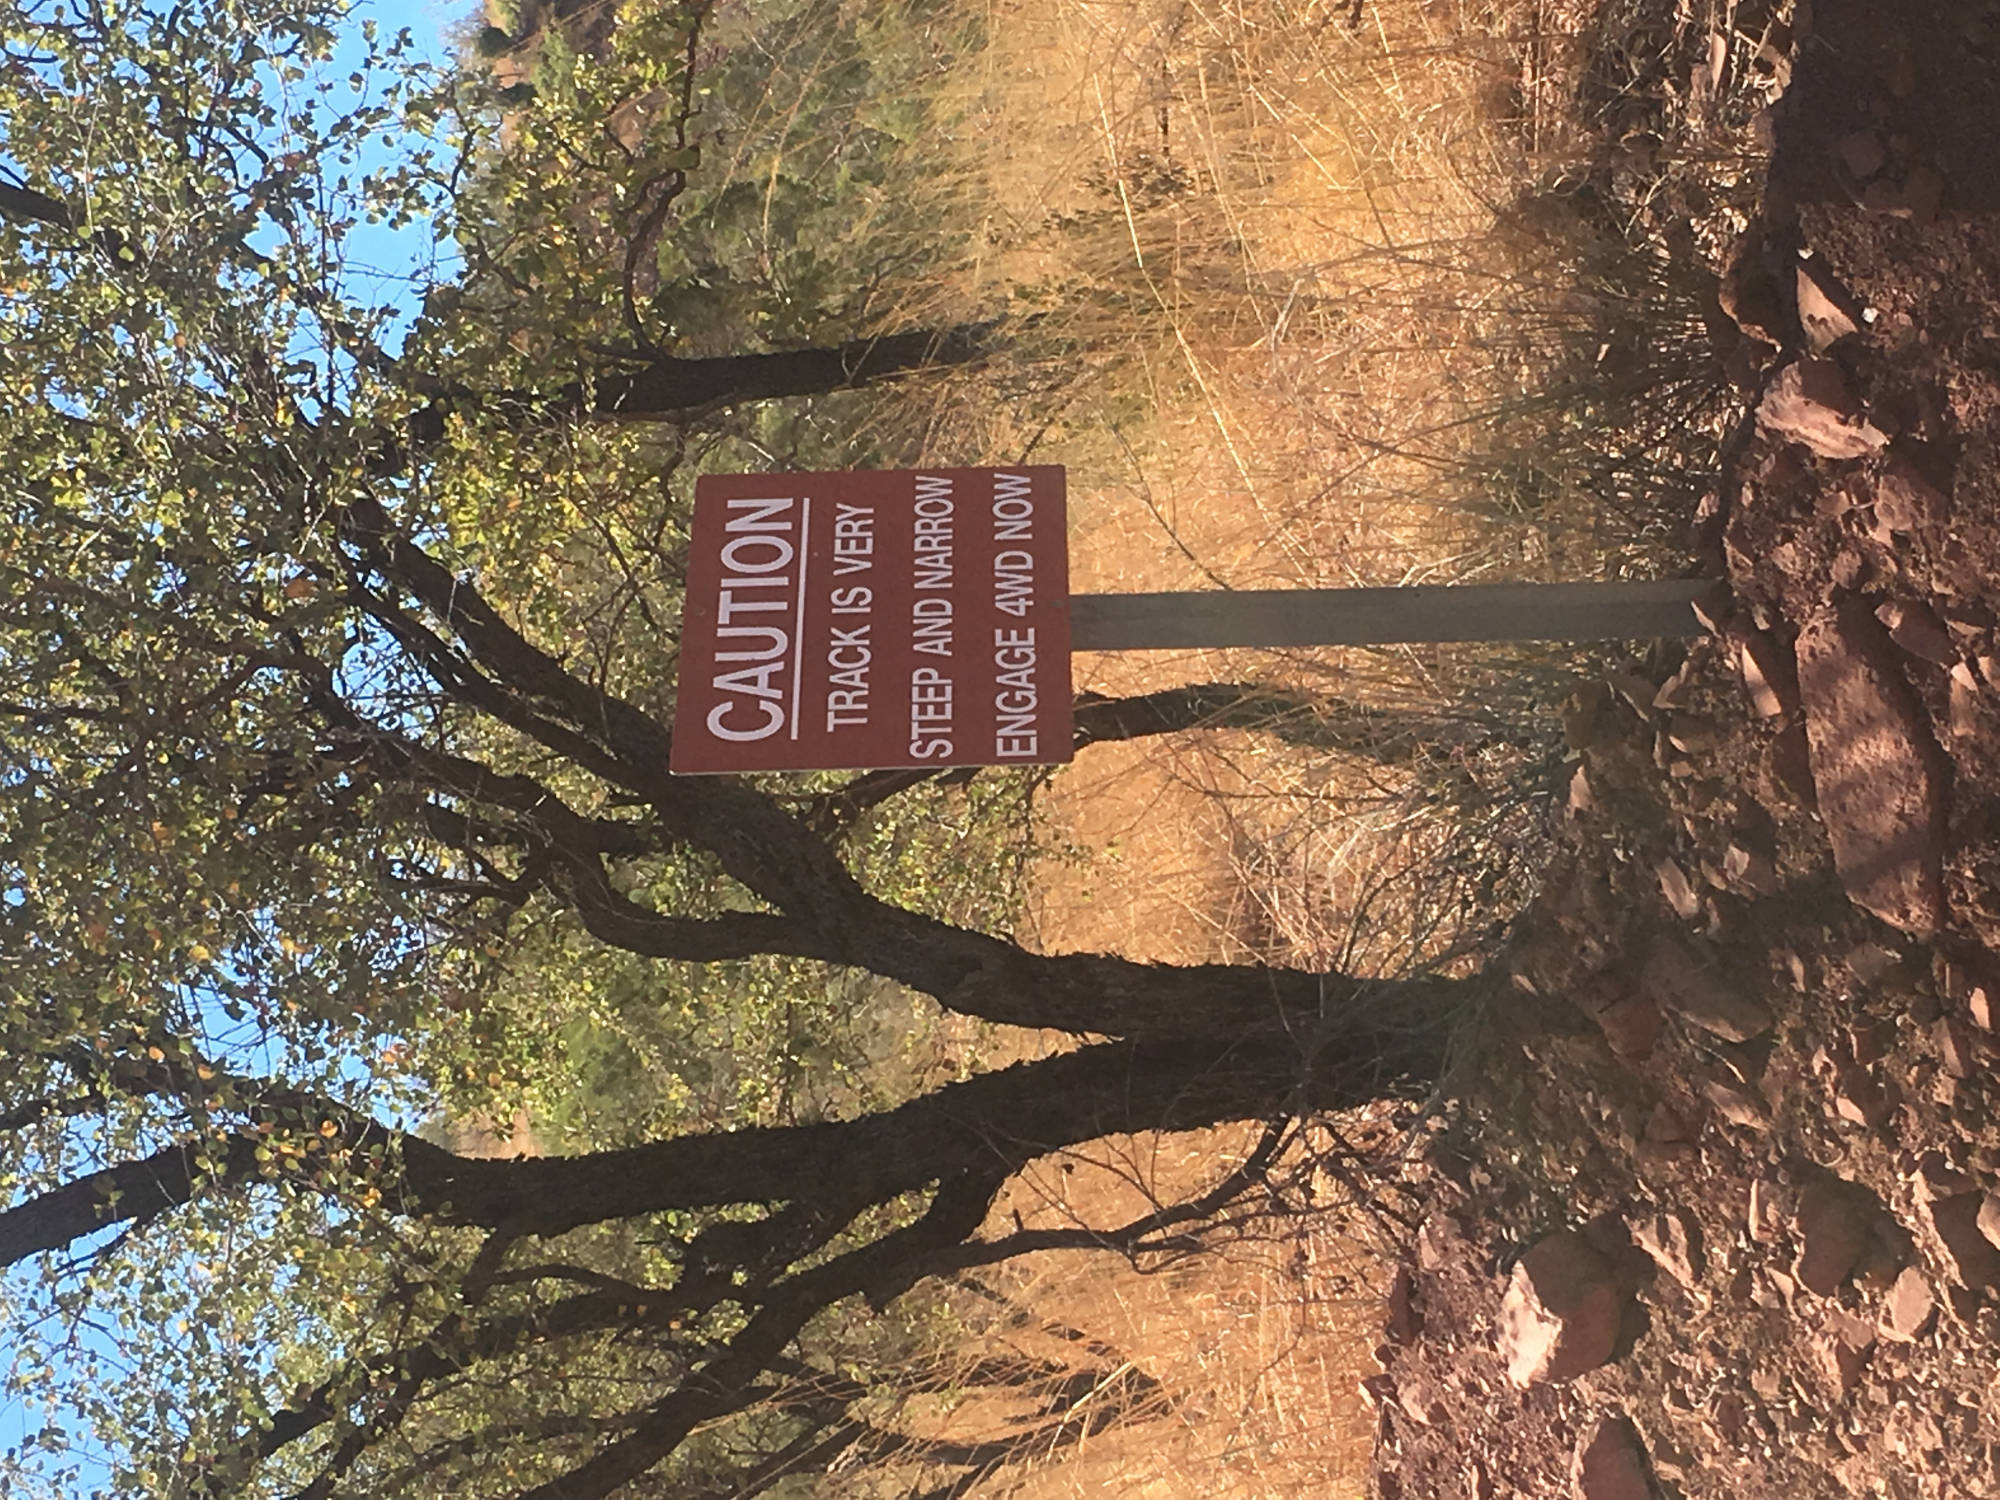 CAUTION
TRACK IS VERY
STEEP AND NARROW
ENGAGE 4WD NOW